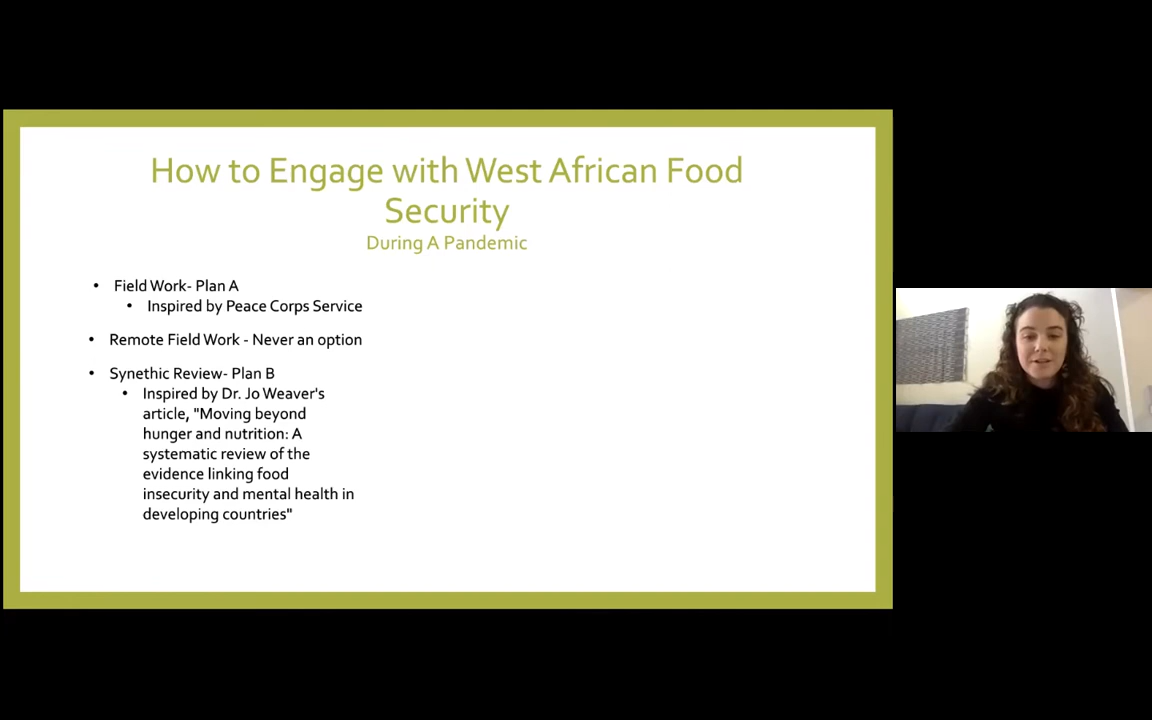 How to Engage with West African Food
Security
During A Pandemic
• Field Work- Plan A
• Inspired by Peace Corps Service
• Remote Field Work - Never an option
• Synethic Review- Plan B
• Inspired by Dr. Jo Weaver's
article, "Moving beyond
hunger and nutrition: A
systematic review of the
evidence linking food
insecurity and mental health in
developing countries"